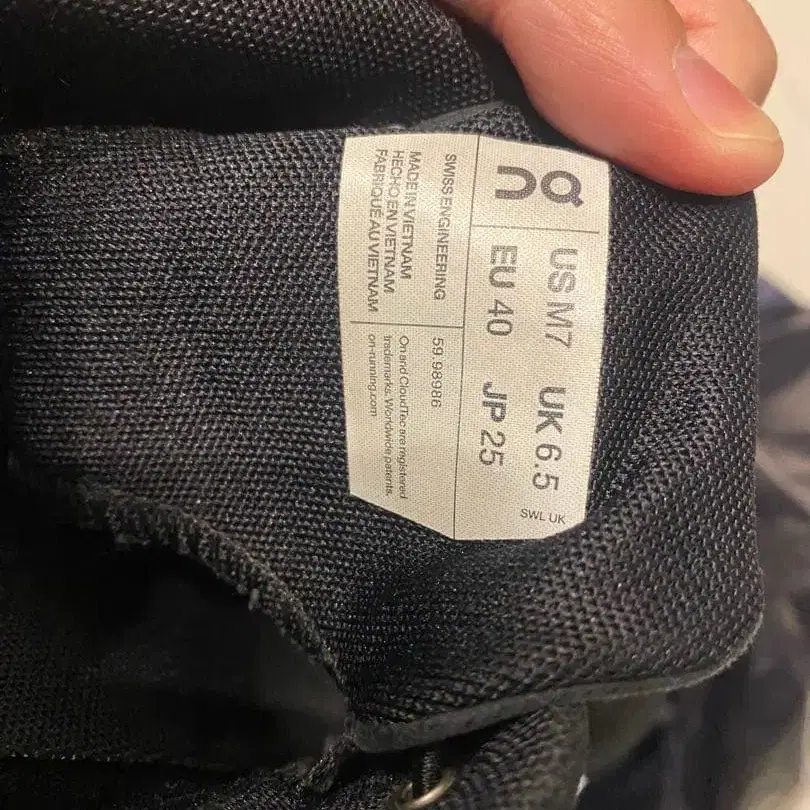 On
US M7 UK 6.5
EU 40 JP 25
SWL UK
SWISS ENGINEERING
MADE IN VIETNAM
HECHO EN VIETNAM
FABRIQUÉ AU VIETNAM
59.98986
On and CloudTec are registered
trademarks. Worldwide patents.
on-running.com